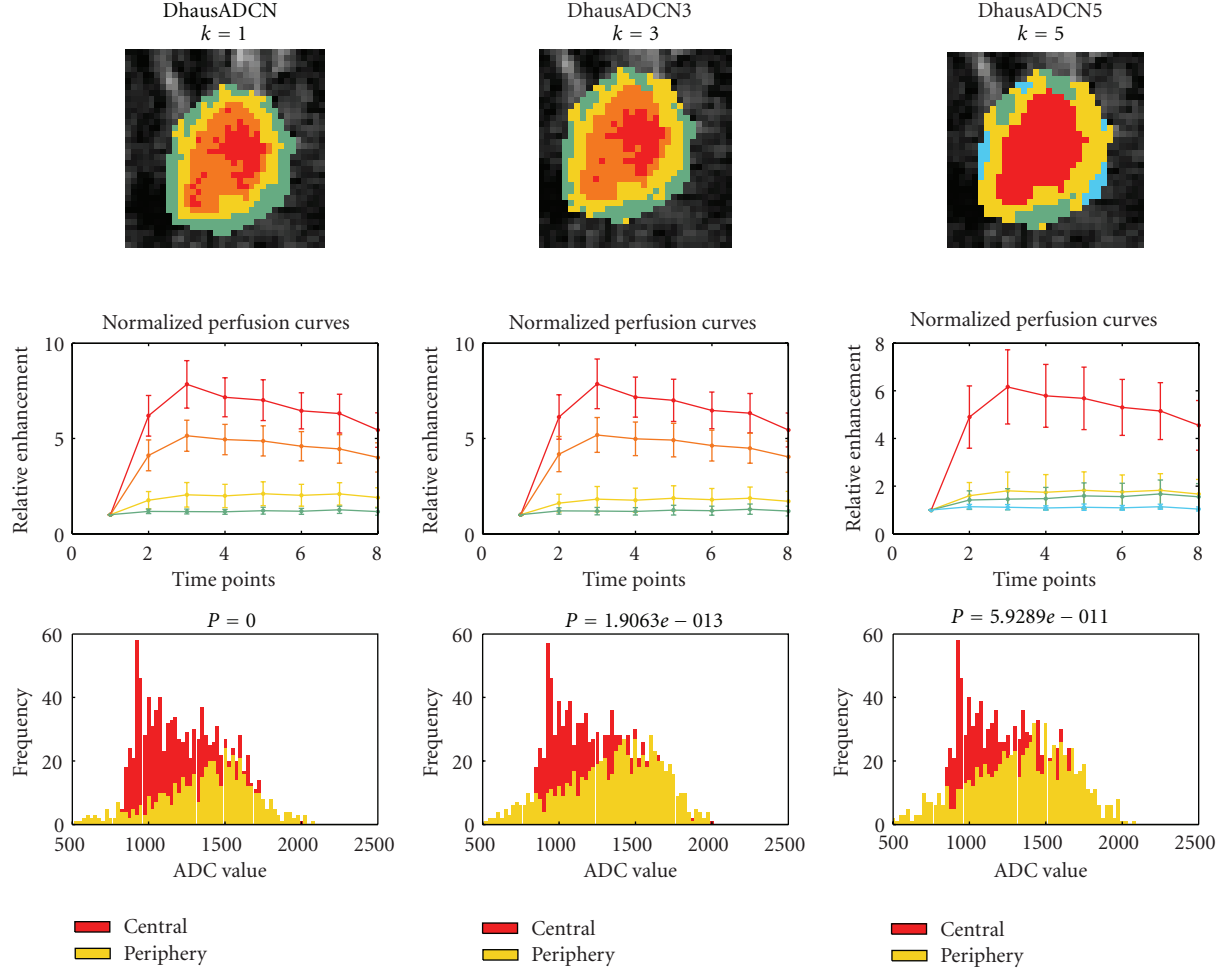 DhausADCN
k = 1
DhausADCN3
k = 3
DhausADCN5
k = 5
Normalized perfusion curves
Relative enhancement
10
5
0
0 2 4 6 8
Time points
Normalized perfusion curves
Relative enhancement
10
5
0
0 2 4 6 8
Time points
Normalized perfusion curves
Relative enhancement
8
6
4
2
0
0 2 4 6 8
Time points
P = 0
Frequency
60
40
20
0
500 1000 1500 2000 2500
ADC value
P = 1.9063e − 013
Frequency
60
40
20
0
500 1000 1500 2000 2500
ADC value
P = 5.9289e − 011
Frequency
60
40
20
0
500 1000 1500 2000 2500
ADC value
Central
Periphery
Central
Periphery
Central
Periphery